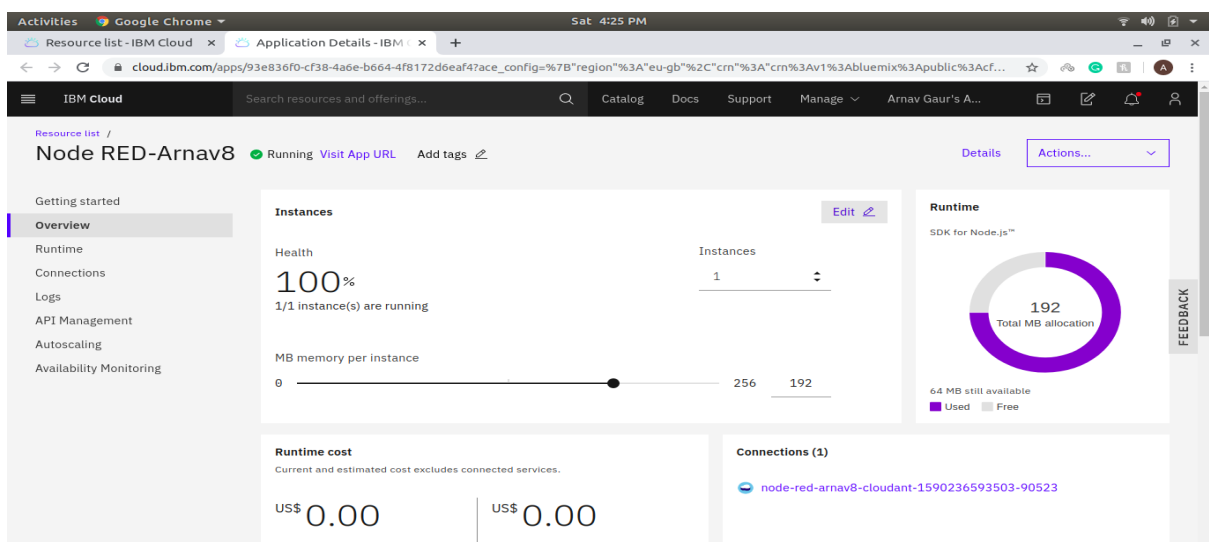 Activities Google Chrome Sat 4:25 PM
Resource list - IBM Cloud Application Details - IBM
cloud.ibm.com/apps/93e836f0-cf38-4a6e-b664-4f8172d6eaf4?ace_config=%7B"region"%3A"eu-gb"%2C"crn"%3A"crn%3Av1%3Abluemix%3Apublic%3Acf...
IBM Cloud Search resources and offerings... Catalog Docs Support Manage Arnav Gaur's A...
Resource list /
Node RED-Arnav8 Running Visit App URL Add tags Details Actions...
Getting started
Overview
Runtime
Connections
Logs
API Management
Autoscaling
Availability Monitoring
Instances Edit
Health
100%
1/1 instance(s) are running
Instances
1
MB memory per instance
0 256 192
Runtime
SDK for Node.js™
192
Total MB allocation
64 MB still available
Used Free
FEEDBACK
Runtime cost
Current and estimated cost excludes connected services.
US$ 0.00 US$ 0.00
Connections (1)
node-red-arnav8-cloudant-1590236593503-90523